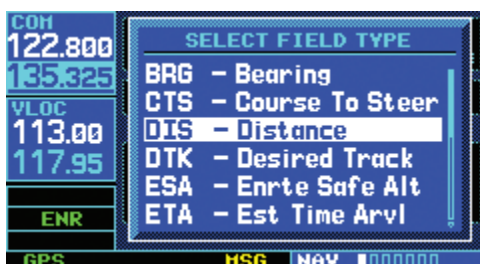 COM
122.800
135.325
VLOC
113.00
117.95
ENR
GPS
SELECT FIELD TYPE
BRG – Bearing
CTS – Course To Steer
DIS – Distance
DTK – Desired Track
ESA – Enrte Safe Alt
ETA – Est Time Arvl
MSG
NAV